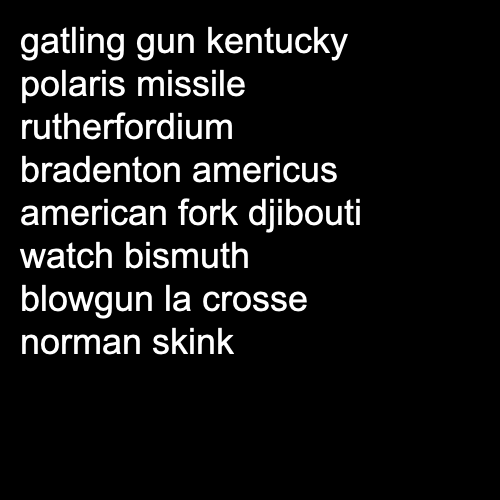 gatling gun kentucky
polaris missile
rutherfordium
bradenton americus
american fork djibouti
watch bismuth
blowgun la crosse
norman skink